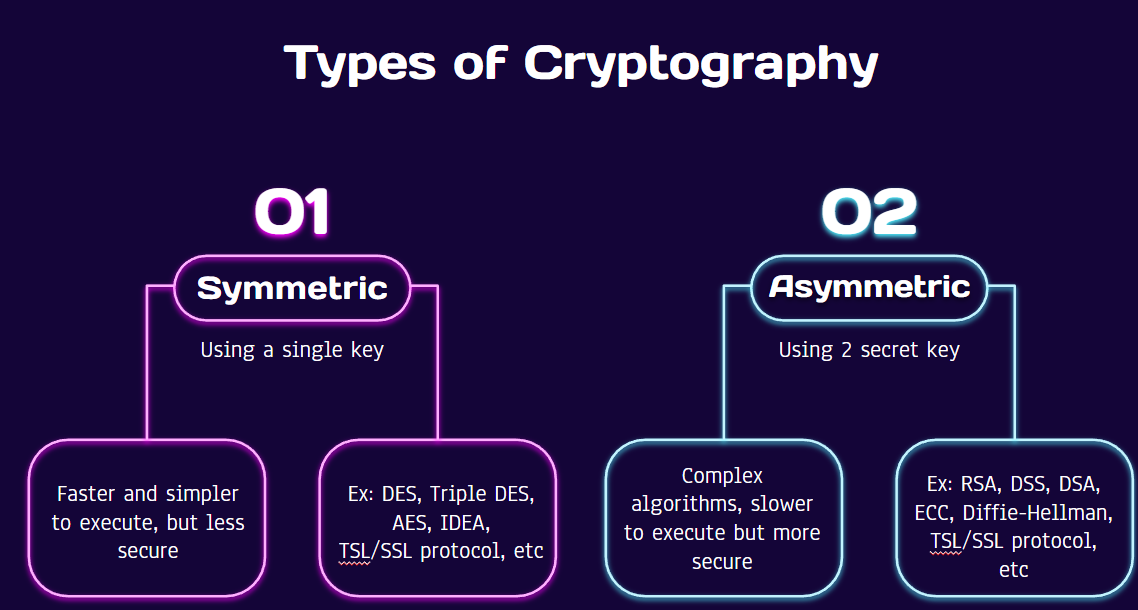 Types of Cryptography
01
Symmetric
Using a single key
Faster and simpler
to execute, but less
secure
Ex: DES, Triple DES,
AES, IDEA,
TSL/SSL protocol, etc
02
Asymmetric
Using 2 secret key
Complex
algorithms, slower
to execute but more
secure
Ex: RSA, DSS, DSA,
ECC, Diffie-Hellman,
TSL/SSL protocol,
etc